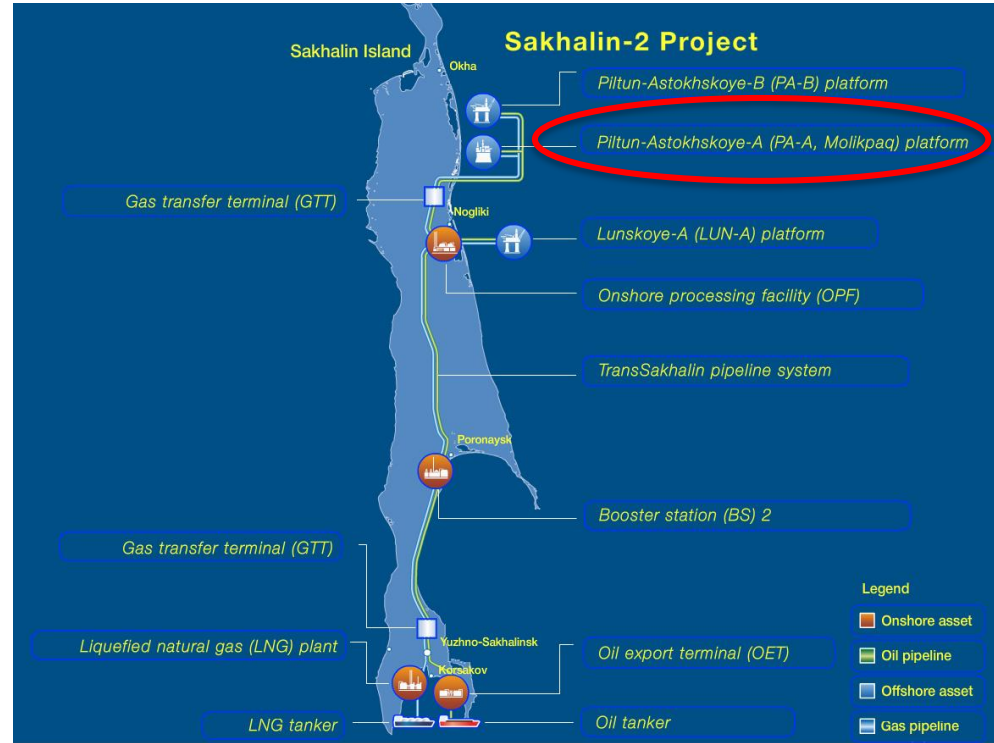 Sakhalin-2 Project
Sakhalin Island
Okha
Piltun-Astokhskoye-B (PA-B) platform
Piltun-Astokhskoye-A (PA-A, Molikpaq) platform
Gas transfer terminal (GTT)
Nogliki
Lunskoye-A (LUN-A) platform
Onshore processing facility (OPF)
TransSakhalin pipeline system
Poronaysk
Booster station (BS) 2
Gas transfer terminal (GTT)
Yuzhno-Sakhalinsk
Liquefied natural gas (LNG) plant
Korsakov
Oil export terminal (OET)
LNG tanker
Oil tanker
Legend
Onshore asset
Oil pipeline
Offshore asset
Gas pipeline